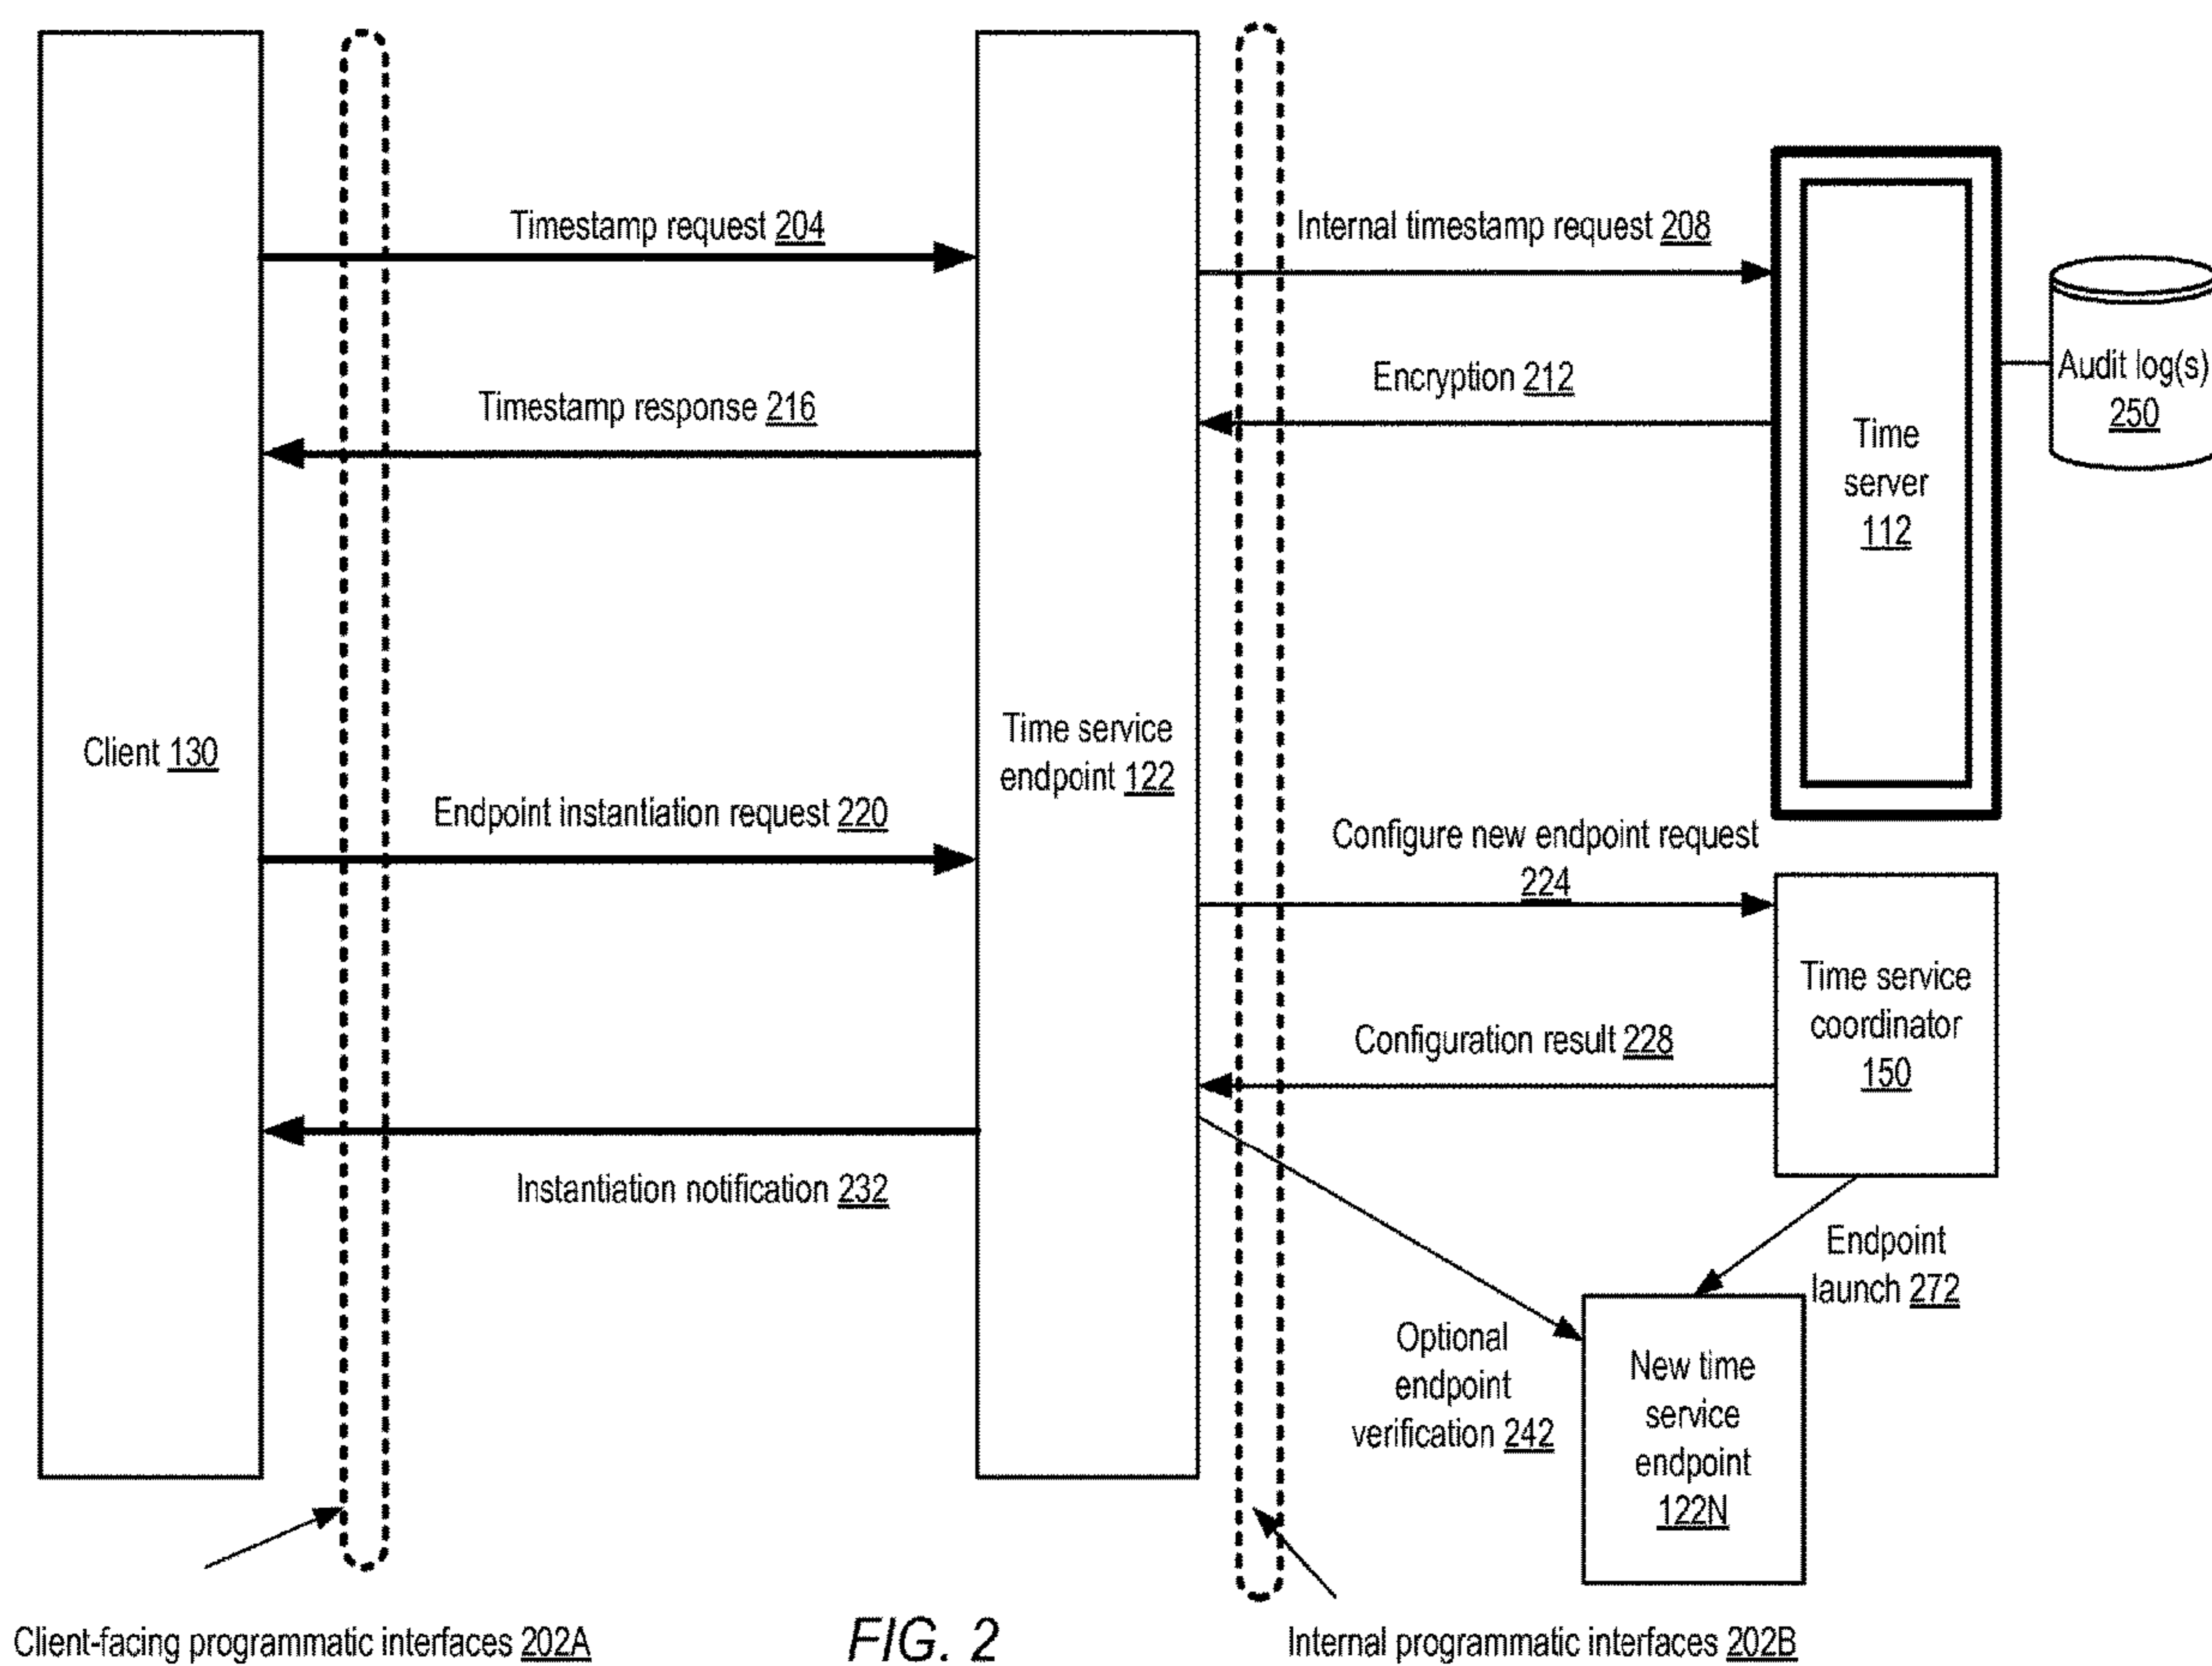 Timestamp request 204
Internal timestamp request 208
Timestamp response 216
Encryption 212
Audit log(s)
250
Time
server
112
Client 130
Time service
endpoint 122
Endpoint instantiation request 220
Configure new endpoint request
224
Time service
coordinator
150
Configuration result 228
Instantiation notification 232
Endpoint
launch 272
Optional
endpoint
verification 242
New time
service
endpoint
122N
Client-facing programmatic interfaces 202A
FIG. 2
Internal programmatic interfaces 202B